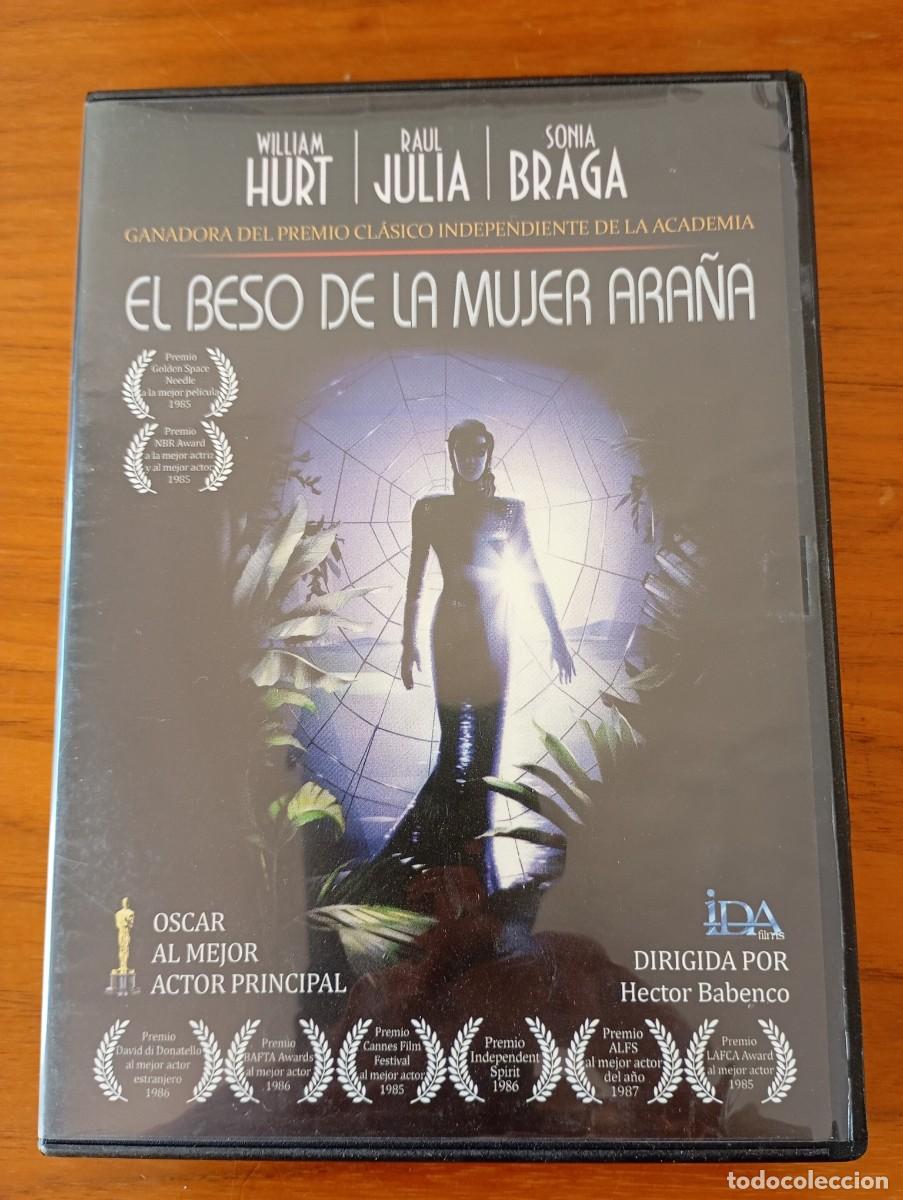 WILLIAM HURT
RAUL JULIA
SONIA BRAGA
GANADORA DEL PREMIO CLÁSICO INDEPENDIENTE DE LA ACADEMIA
EL BESO DE LA MUJER ARAÑA
Premio
Golden Space
Needle
a la mejor película
1985
Premio
NBR Award
a la mejor actriz
y al mejor actor
1985
OSCAR
AL MEJOR
ACTOR PRINCIPAL
iDA
films
DIRIGIDA POR
Hector Babenco
Premio
David di Donatello
al mejor actor
estranjero
1986
Premio
BAFTA Awards
al mejor actor
1986
Premio
Cannes Film
Festival
al mejor actor
1985
Premio
Independent
Spirit
1986
Premio
ALFS
al mejor actor
del año
1987
Premio
LAFCA Award
al mejor actor
1985
todocoleccion